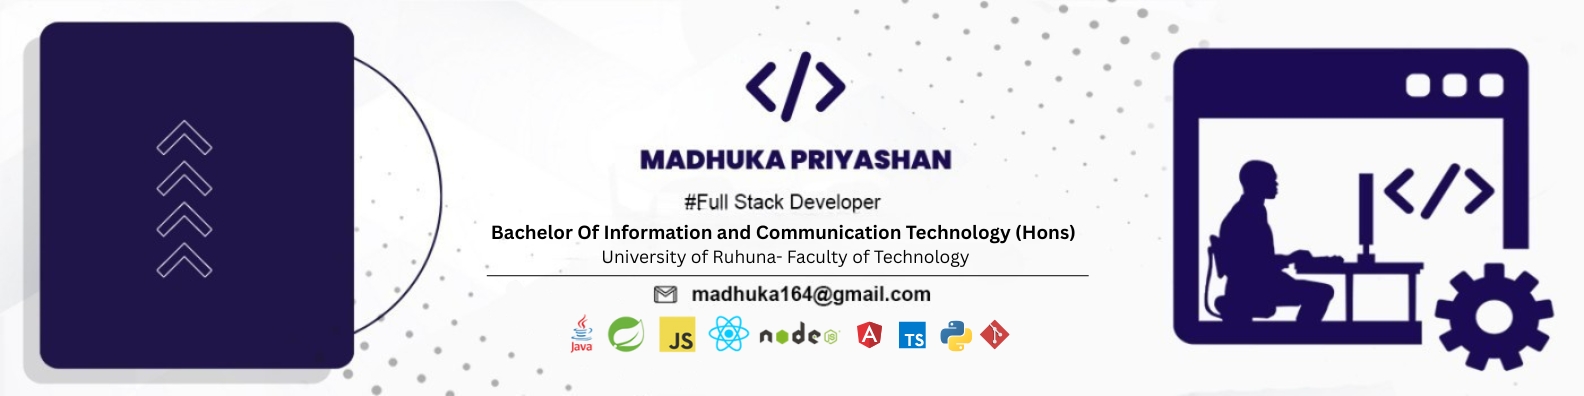 </>
MADHUKA PRIYASHAN
#Full Stack Developer
Bachelor Of Information and Communication Technology (Hons)
University of Ruhuna- Faculty of Technology
madhuka164@gmail.com
Java JS node JS A TS
</>